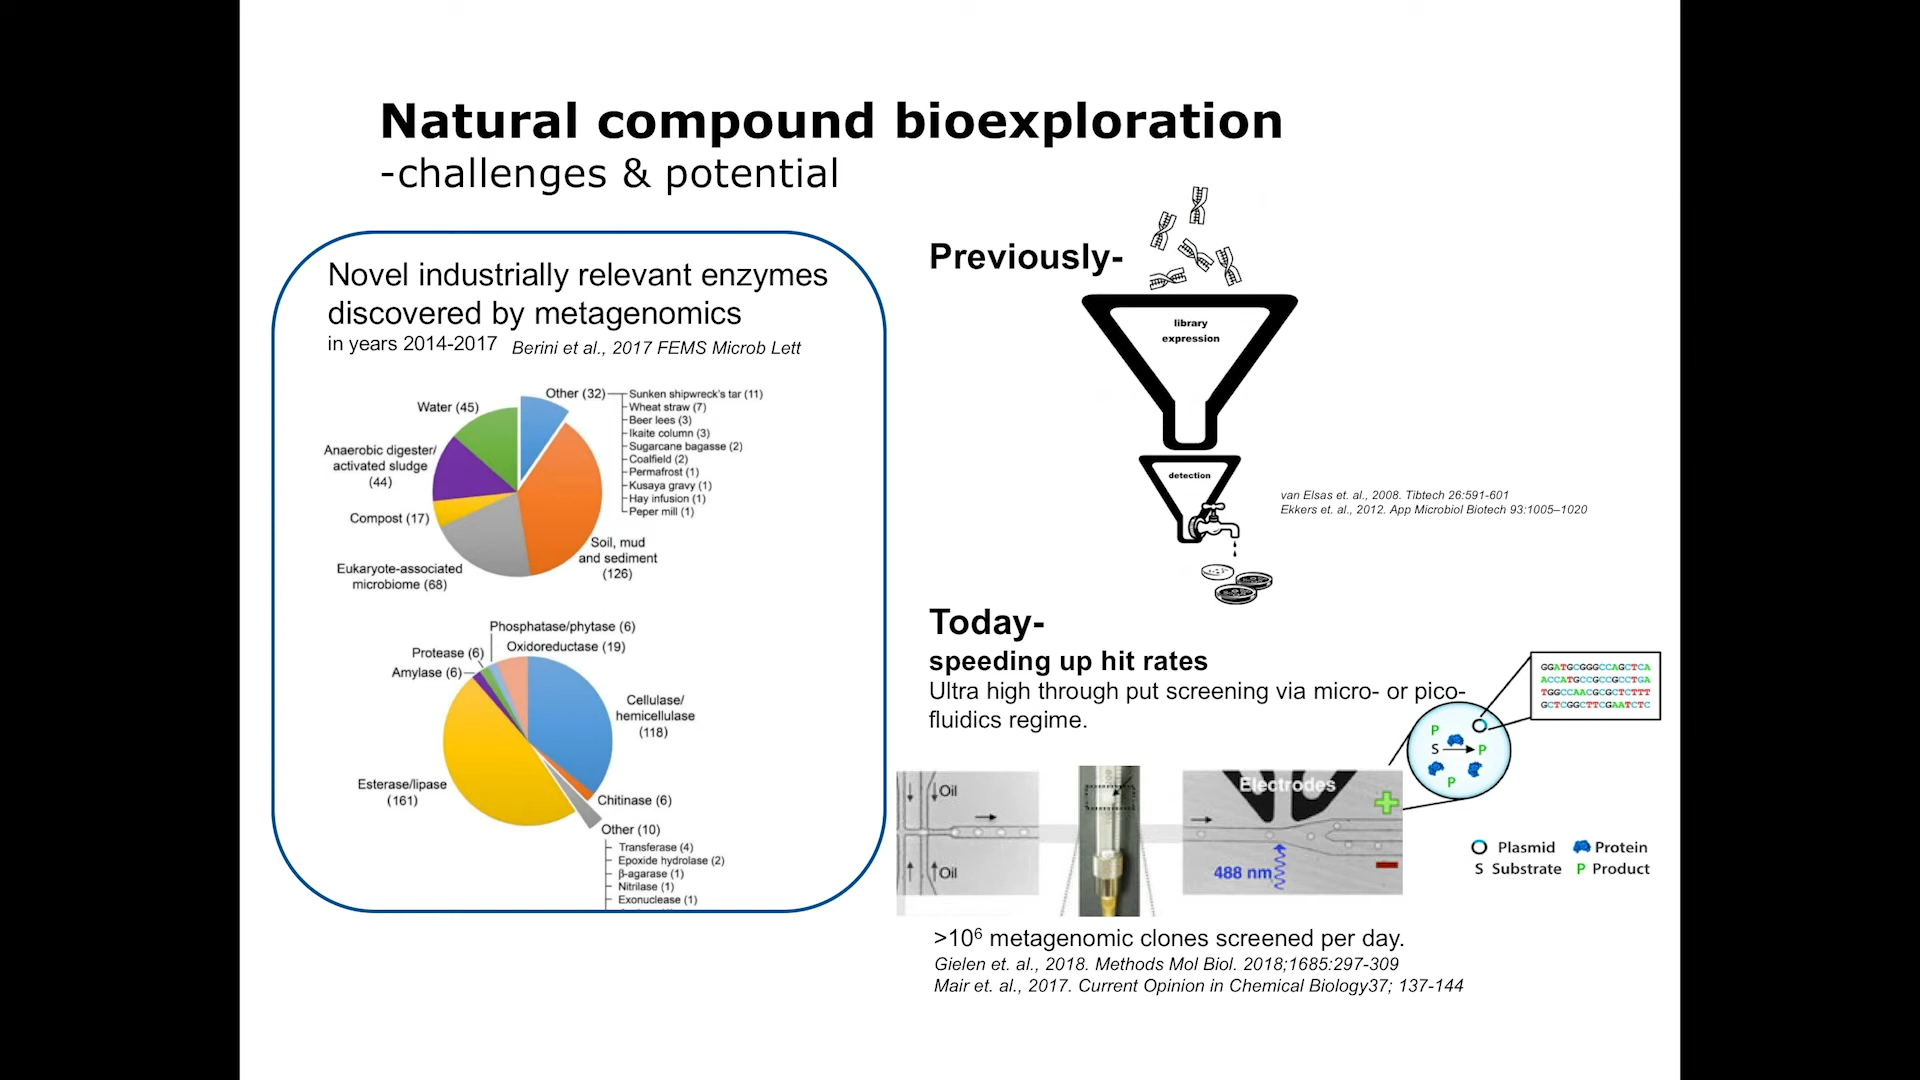 Natural compound bioexploration
-challenges & potential
Novel industrially relevant enzymes
discovered by metagenomics
in years 2014-2017 Berini et al., 2017 FEMS Microb Lett
Other (32)
Sunken shipwreck's tar (11)
Wheat straw (7)
Beer lees (3)
Ikaite column (3)
Sugarcane bagasse (2)
Coalfield (2)
Permafrost (1)
Kusaya gravy (1)
Hay infusion (1)
Peper mill (1)
Water (45)
Anaerobic digester/
activated sludge
(44)
Compost (17)
Eukaryote-associated
microbiome (68)
Soil, mud
and sediment
(126)
Phosphatase/phytase (6)
Oxidoreductase (19)
Protease (6)
Amylase (6)
Cellulase/
hemicellulase
(118)
Esterase/lipase
(161)
Chitinase (6)
Other (10)
Transferase (4)
Epoxide hydrolase (2)
β-agarase (1)
Nitrilase (1)
Exonuclease (1)
Previously-
library
expression
detection
van Elsas et. al., 2008. Tibtech 26:591-601
Ekkers et. al., 2012. App Microbiol Biotech 93:1005–1020
Today-
speeding up hit rates
Ultra high through put screening via micro- or pico-
fluidics regime.
GGATGCGGGCCAGCTCA
ACCATGCCGCCGCCTGA
TGGCCAACGCGCTCTTT
GCTCGGCTTCGAATCTC
P
S P
P
Oil
Oil
Electrodes
488 nm
Plasmid Protein
S Substrate P Product
>10⁶ metagenomic clones screened per day.
Gielen et. al., 2018. Methods Mol Biol. 2018;1685:297-309
Mair et. al., 2017. Current Opinion in Chemical Biology37; 137-144